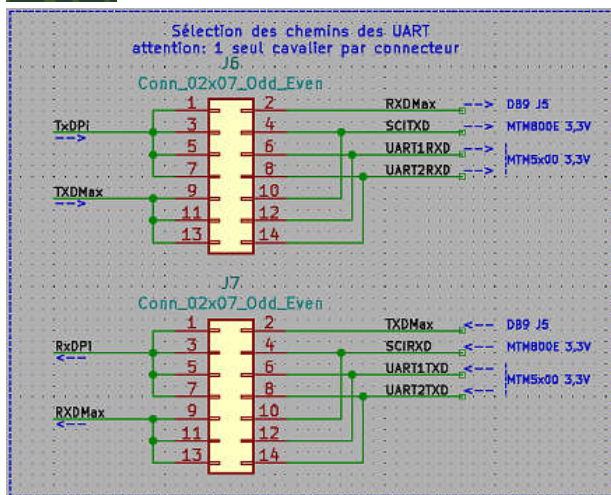 Sélection des chemins des UART
attention: 1 seul cavalier par connecteur
J6
Conn_02x07_Odd_Even
1 2 RXDMax --> DB9 J5
TxDPi 3 4 SCITXD --> MTM800E 3,3V
-->
5 6 UART1RXD -->
MTM5x00 3,3V
7 8 UART2RXD -->
TXDMax 9 10
-->
11 12
13 14
J7
Conn_02x07_Odd_Even
1 2 TXDMax <-- DB9 J5
RxDPi 3 4 SCIRXD <-- MTM800E 3,3V
<--
5 6 UART1TXD <--
MTM5x00 3,3V
7 8 UART2TXD <--
RXDMax 9 10
<--
11 12
13 14